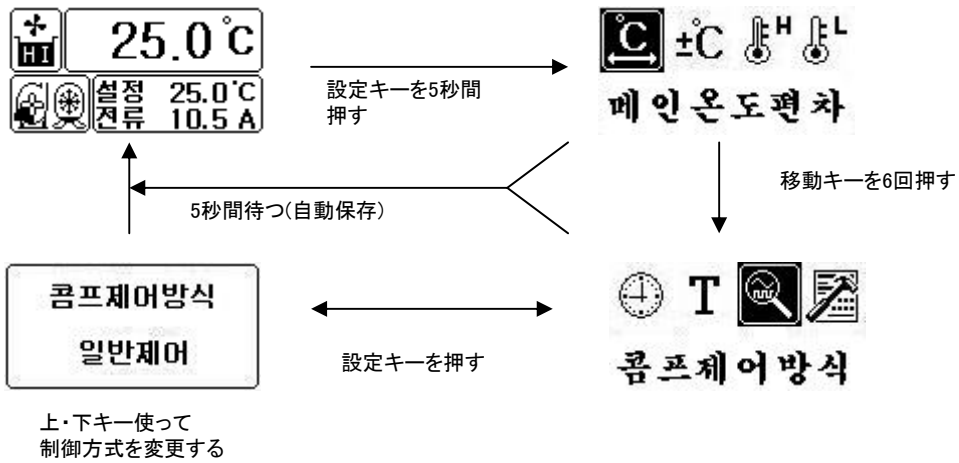 HI
25.0℃
설정 25.0℃
전류 10.5 A
設定キーを5秒間
押す
℃ ±℃ H L
메인온도편차
移動キーを6回押す
5秒間待つ(自動保存)
콤프제어방식
일반제어
設定キーを押す
T
콤프제어방식
上・下キー使って
制御方式を変更する